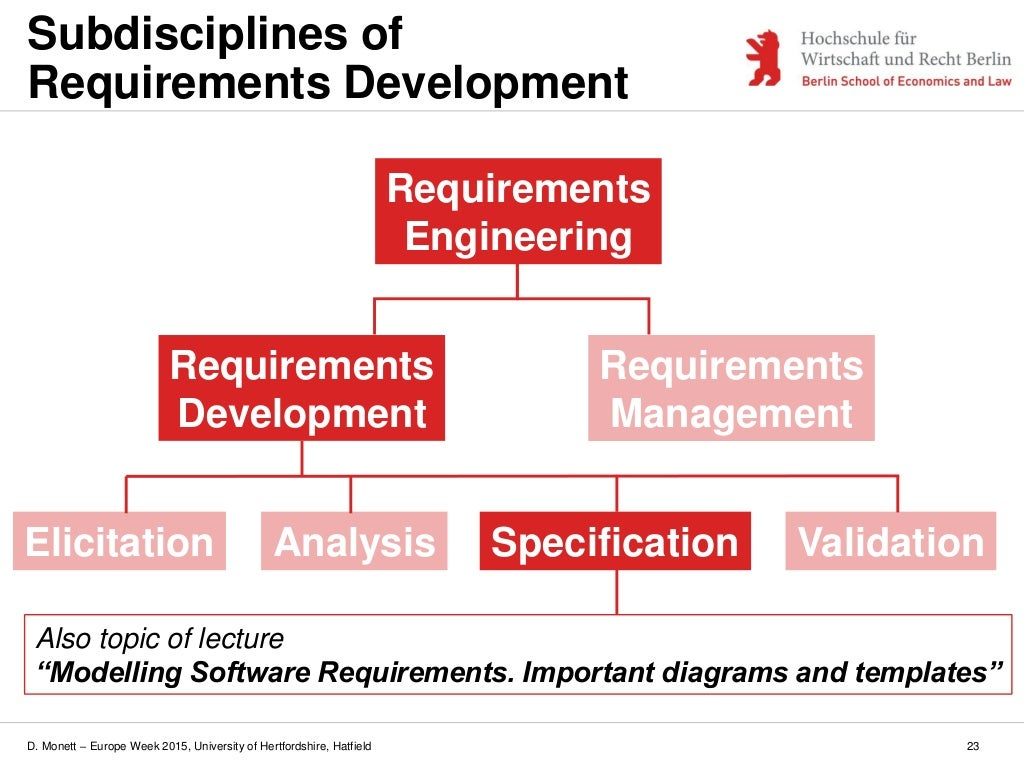 Subdisciplines of
Requirements Development
Hochschule für
Wirtschaft und Recht Berlin
Berlin School of Economics and Law
Requirements
Engineering
Requirements
Development
Requirements
Management
Elicitation
Analysis
Specification
Validation
Also topic of lecture
“Modelling Software Requirements. Important diagrams and templates”
D. Monett – Europe Week 2015, University of Hertfordshire, Hatfield
23